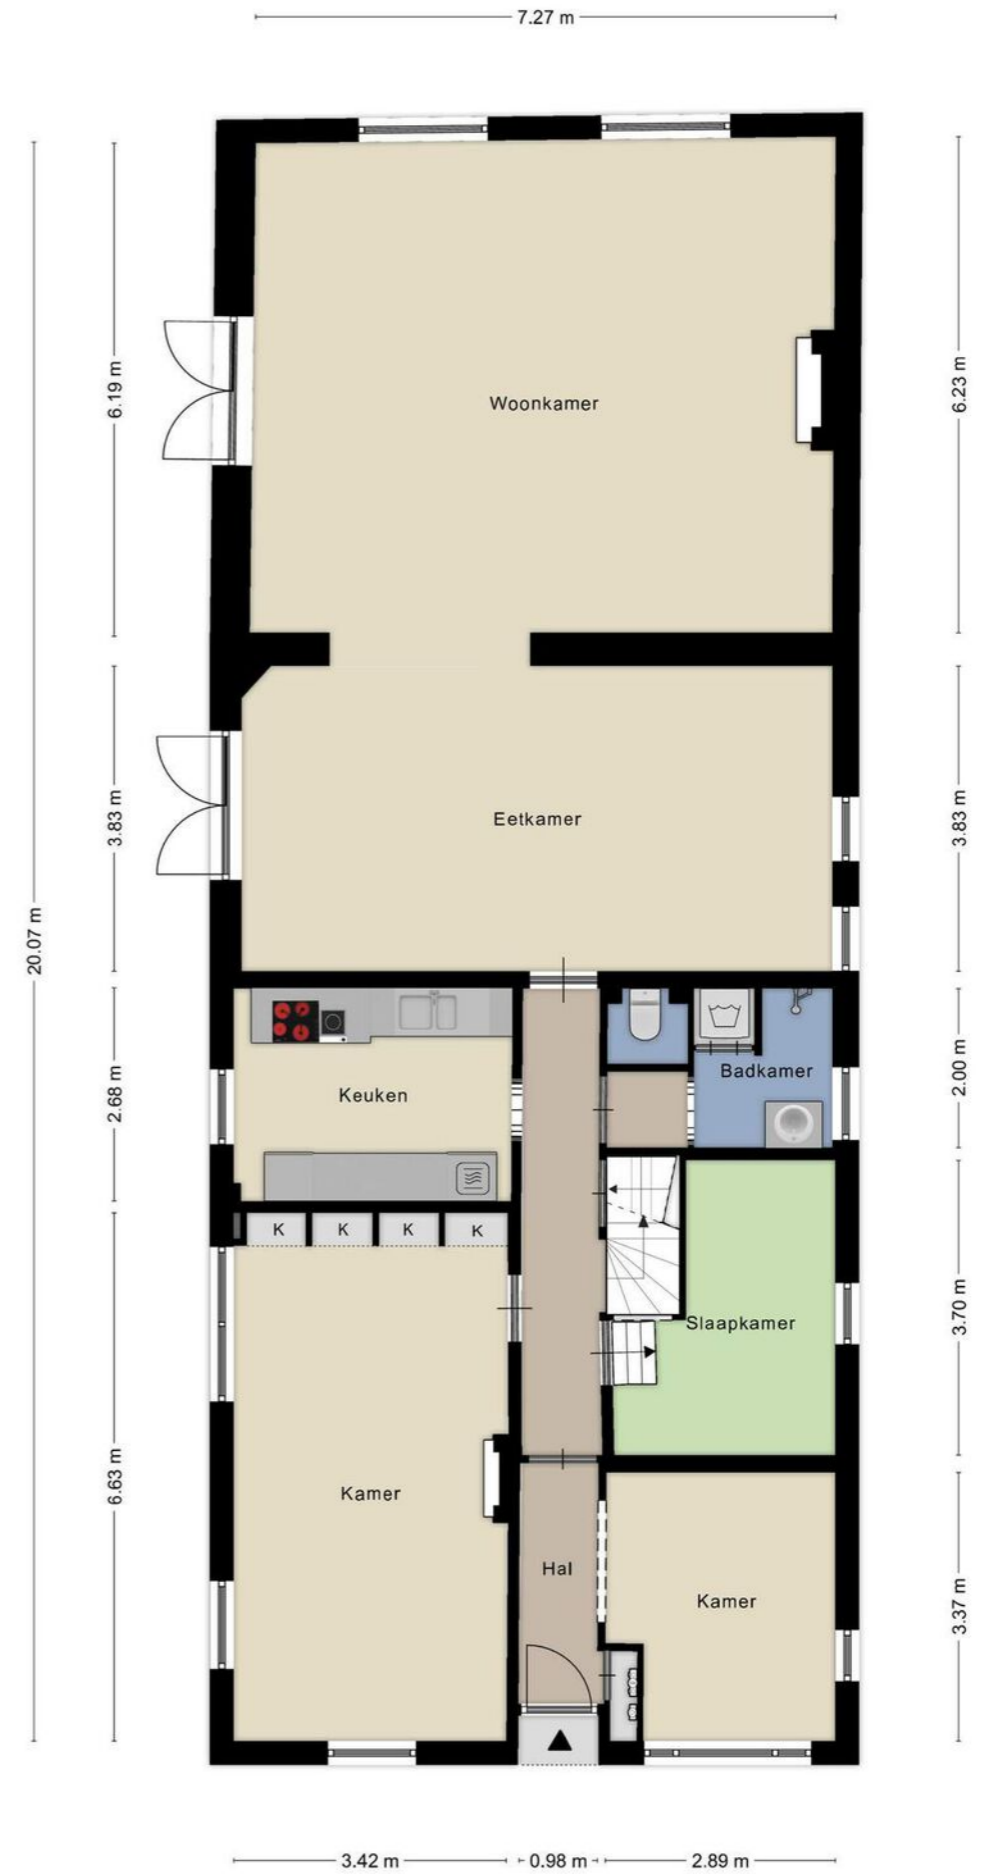 7.27 m
6.19 m
6.23 m
Woonkamer
3.83 m
Eetkamer
3.83 m
20.07 m
2.68 m
Keuken
Badkamer
2.00 m
K K K K
Slaapkamer
3.70 m
6.63 m
Kamer
Hal
Kamer
3.37 m
3.42 m
0.98 m
2.89 m